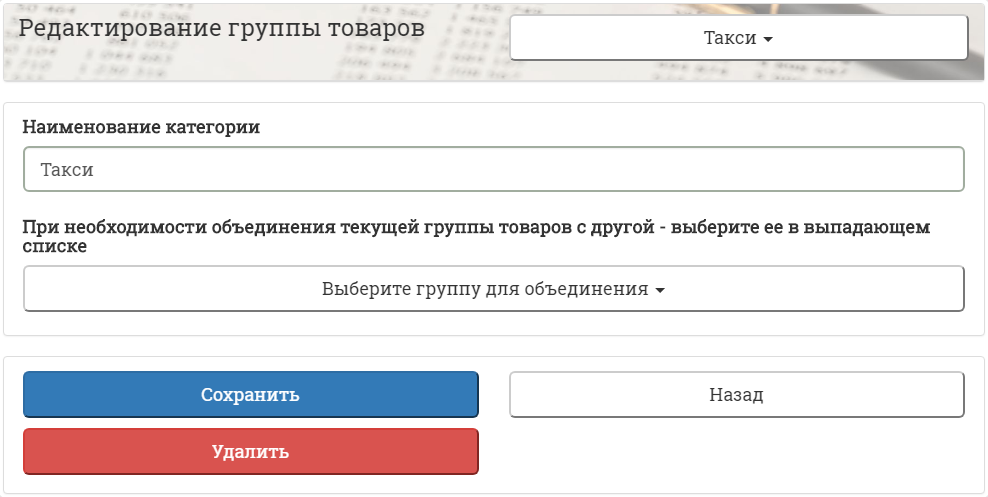 Редактирование группы товаров
Такси
Наименование категории
Такси
При необходимости объединения текущей группы товаров с другой - выберите ее в выпадающем
списке
Выберите группу для объединения
Сохранить
Назад
Удалить